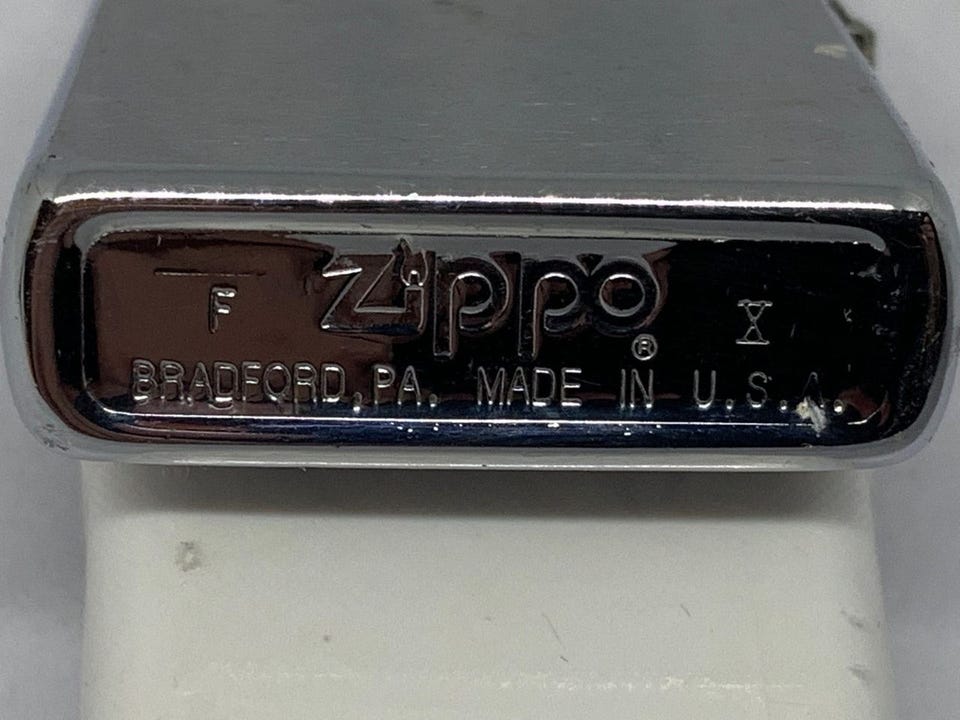 F Zippo® X
BRADFORD, PA. MADE IN U.S.A.